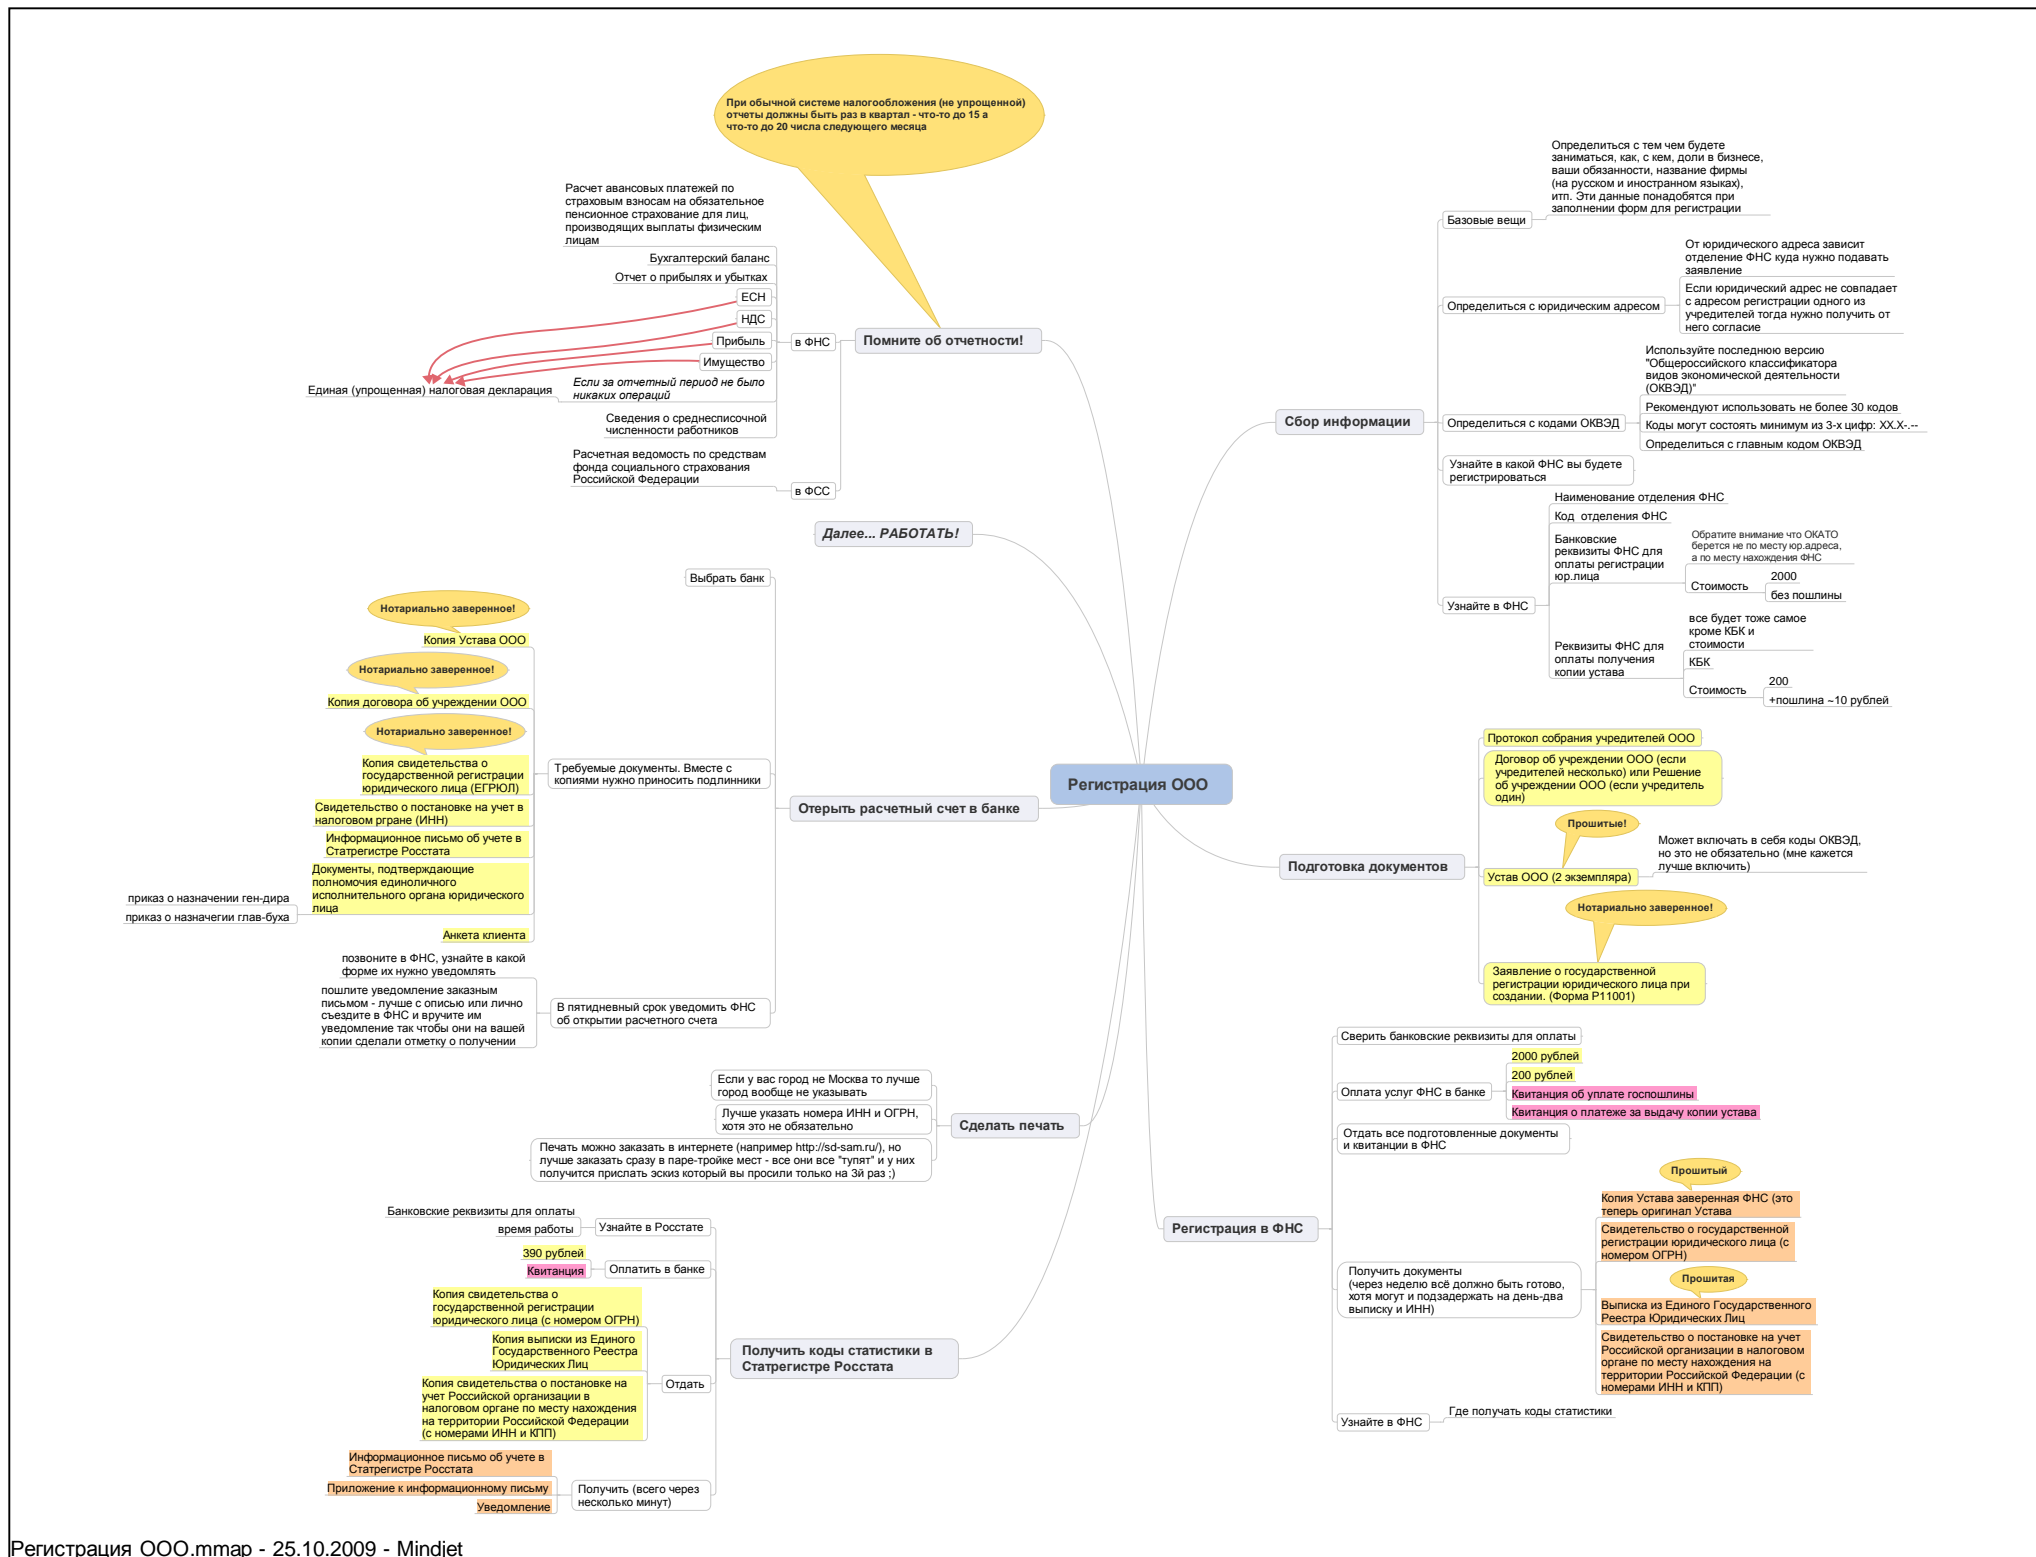 При обычной системе налогообложения (не упрощенной)
отчеты должны быть раз в квартал - что-то до 15 а
что-то до 20 числа следующего месяца
Расчет авансовых платежей по
страховым взносам на обязательное
пенсионное страхование для лиц,
производящих выплаты физическим
лицам
Бухгалтерский баланс
Отчет о прибылях и убытках
ЕСН
НДС
Прибыль
Имущество
Единая (упрощенная) налоговая декларация
Если за отчетный период не было
никаких операций
Сведения о среднесписочной
численности работников
в ФНС
Расчетная ведомость по средствам
фонда социального страхования
Российской Федерации
в ФСС
Помните об отчетности!
Далее... РАБОТАТЬ!
Выбрать банк
Нотариально заверенное!
Копия Устава ООО
Нотариально заверенное!
Копия договора об учреждении ООО
Нотариально заверенное!
Копия свидетельства о
государственной регистрации
юридического лица (ЕГРЮЛ)
Свидетельство о постановке на учет в
налоговом ргране (ИНН)
Информационное письмо об учете в
Статрегистре Росстата
Документы, подтверждающие
полномочия единоличного
исполнительного органа юридического
лица
приказ о назначении ген-дира
приказ о назначегии глав-буха
Анкета клиента
Требуемые документы. Вместе с
копиями нужно приносить подлинники
позвоните в ФНС, узнайте в какой
форме их нужно уведомлять
пошлите уведомление заказным
письмом - лучше с описью или лично
съездите в ФНС и вручите им
уведомление так чтобы они на вашей
копии сделали отметку о получении
В пятидневный срок уведомить ФНС
об открытии расчетного счета
Отерыть расчетный счет в банке
Если у вас город не Москва то лучше
город вообще не указывать
Лучше указать номера ИНН и ОГРН,
хотя это не обязательно
Печать можно заказать в интернете (например http://sd-sam.ru/), но
лучше заказать сразу в паре-тройке мест - все они все "тупят" и у них
получится прислать эскиз который вы просили только на 3й раз ;)
Сделать печать
Банковские реквизиты для оплаты
время работы
Узнайте в Росстате
390 рублей
Квитанция
Оплатить в банке
Копия свидетельства о
государственной регистрации
юридического лица (с номером ОГРН)
Копия выписки из Единого
Государственного Реестра
Юридических Лиц
Копия свидетельства о постановке на
учет Российской организации в
налоговом органе по месту нахождения
на территории Российской Федерации
(с номерами ИНН и КПП)
Отдать
Информационное письмо об учете в
Статрегистре Росстата
Приложение к информационному письму
Уведомление
Получить (всего через
несколько минут)
Получить коды статистики в
Статрегистре Росстата
Регистрация ООО
Сбор информации
Базовые вещи
Определиться с тем чем будете
заниматься, как, с кем, доли в бизнесе,
ваши обязанности, название фирмы
(на русском и иностранном языках),
итп. Эти данные понадобятся при
заполнении форм для регистрации
Определиться с юридическим адресом
От юридического адреса зависит
отделение ФНС куда нужно подавать
заявление
Если юридический адрес не совпадает
с адресом регистрации одного из
учредителей тогда нужно получить от
него согласие
Определиться с кодами ОКВЭД
Используйте последнюю версию
"Общероссийского классификатора
видов экономической деятельности
(ОКВЭД)"
Рекомендуют использовать не более 30 кодов
Коды могут состоять минимум из 3-х цифр: XX.X-.--
Определиться с главным кодом ОКВЭД
Узнайте в какой ФНС вы будете
регистрироваться
Узнайте в ФНС
Наименование отделения ФНС
Код отделения ФНС
Банковские
реквизиты ФНС для
оплаты регистрации
юр.лица
Обратите внимание что ОКАТО
берется не по месту юр.адреса,
а по месту нахождения ФНС
Стоимость
2000
без пошлины
Реквизиты ФНС для
оплаты получения
копии устава
все будет тоже самое
кроме КБК и
стоимости
КБК
Стоимость
200
+пошлина ~10 рублей
Подготовка документов
Протокол собрания учредителей ООО
Договор об учреждении ООО (если
учредителей несколько) или Решение
об учреждении ООО (если учредитель
один)
Прошитые!
Устав ООО (2 экземпляра)
Может включать в себя коды ОКВЭД,
но это не обязательно (мне кажется
лучше включить)
Нотариально заверенное!
Заявление о государственной
регистрации юридического лица при
создании. (Форма Р11001)
Регистрация в ФНС
Сверить банковские реквизиты для оплаты
Оплата услуг ФНС в банке
2000 рублей
200 рублей
Квитанция об уплате госпошлины
Квитанция о платеже за выдачу копии устава
Отдать все подготовленные документы
и квитанции в ФНС
Получить документы
(через неделю всё должно быть готово,
хотя могут и подзадержать на день-два
выписку и ИНН)
Прошитый
Копия Устава заверенная ФНС (это
теперь оригинал Устава
Свидетельство о государственной
регистрации юридического лица (с
номером ОГРН)
Прошитая
Выписка из Единого Государственного
Реестра Юридических Лиц
Свидетельство о постановке на учет
Российской организации в налоговом
органе по месту нахождения на
территории Российской Федерации (с
номерами ИНН и КПП)
Узнайте в ФНС
Где получать коды статистики
Регистрация ООО.mmap - 25.10.2009 - Mindjet